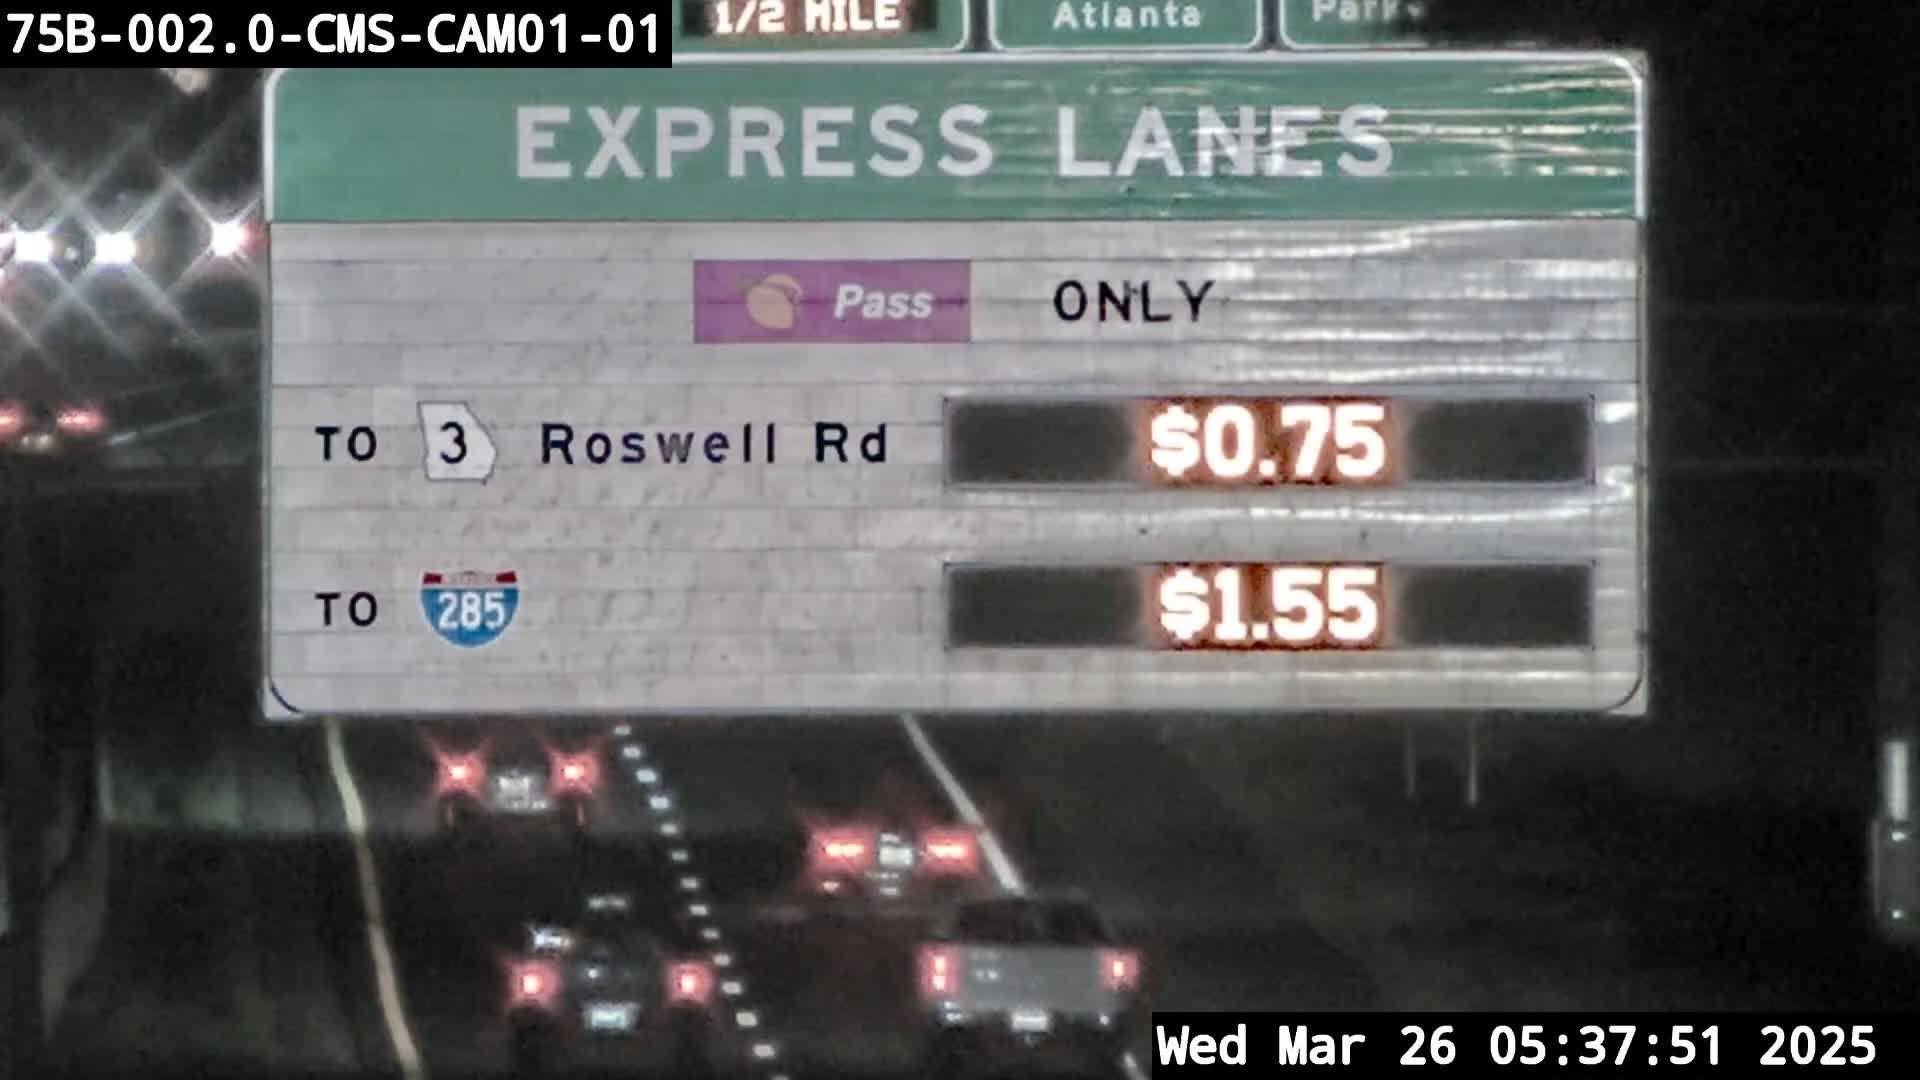 75B-002.0-CMS-CAM01-01
1/2 MILE
Atlanta
Park
EXPRESS LANES
Pass ONLY
TO 3 Roswell Rd $0.75
TO 285 $1.55
Wed Mar 26 05:37:51 2025